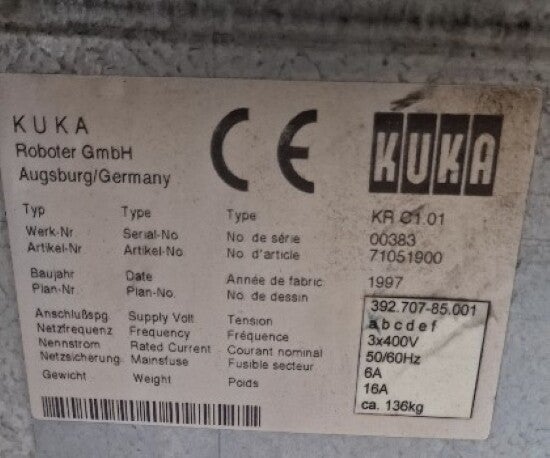 KUKA
Roboter GmbH
Augsburg/Germany
CE
KUKA
Typ Type Type KR C1.01
Werk-Nr. Serial-No. No. de série 00383
Artikel-Nr. Artikel-No. No. d'article 71051900
Baujahr Date Année de fabric. 1997
Plan-Nr. Plan-No. No. de dessin 392.707-85.001
a b c d e f
Anschlußspg. Supply Volt Tension 3x400V
Netzfrequenz Frequency Fréquence 50/60Hz
Nennstrom Rated Current Courant nominal 6A
Netzsicherung Mainsfuse Fusible secteur 16A
Gewicht Weight Poids ca. 136kg